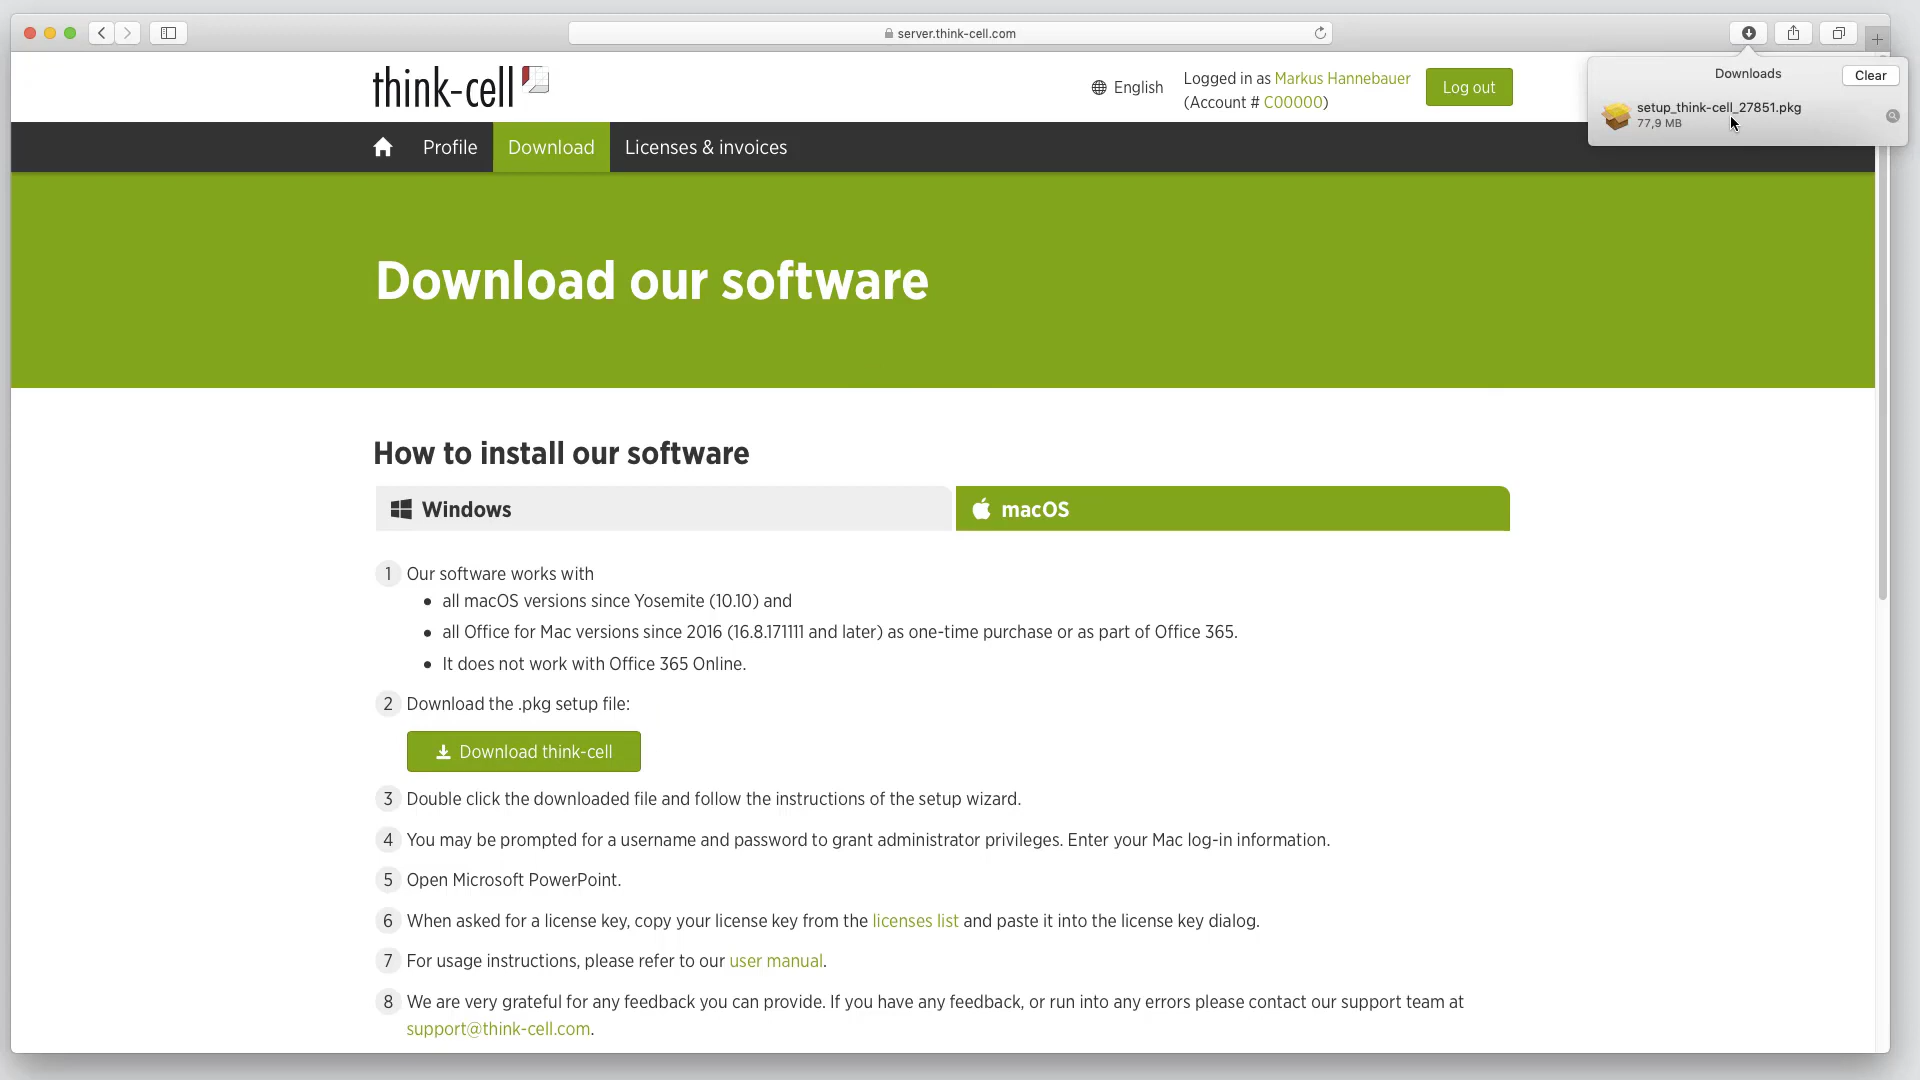 server.think-cell.com
Downloads
Clear
setup_think-cell_27851.pkg
77,9 MB
think-cell
English
Logged in as Markus Hannebauer
(Account # C00000)
Log out
Profile
Download
Licenses & invoices
Download our software
How to install our software
Windows
macOS
1 Our software works with
• all macOS versions since Yosemite (10.10) and
• all Office for Mac versions since 2016 (16.8.171111 and later) as one-time purchase or as part of Office 365.
• It does not work with Office 365 Online.
2 Download the .pkg setup file:
Download think-cell
3 Double click the downloaded file and follow the instructions of the setup wizard.
4 You may be prompted for a username and password to grant administrator privileges. Enter your Mac log-in information.
5 Open Microsoft PowerPoint.
6 When asked for a license key, copy your license key from the licenses list and paste it into the license key dialog.
7 For usage instructions, please refer to our user manual.
8 We are very grateful for any feedback you can provide. If you have any feedback, or run into any errors please contact our support team at
support@think-cell.com.